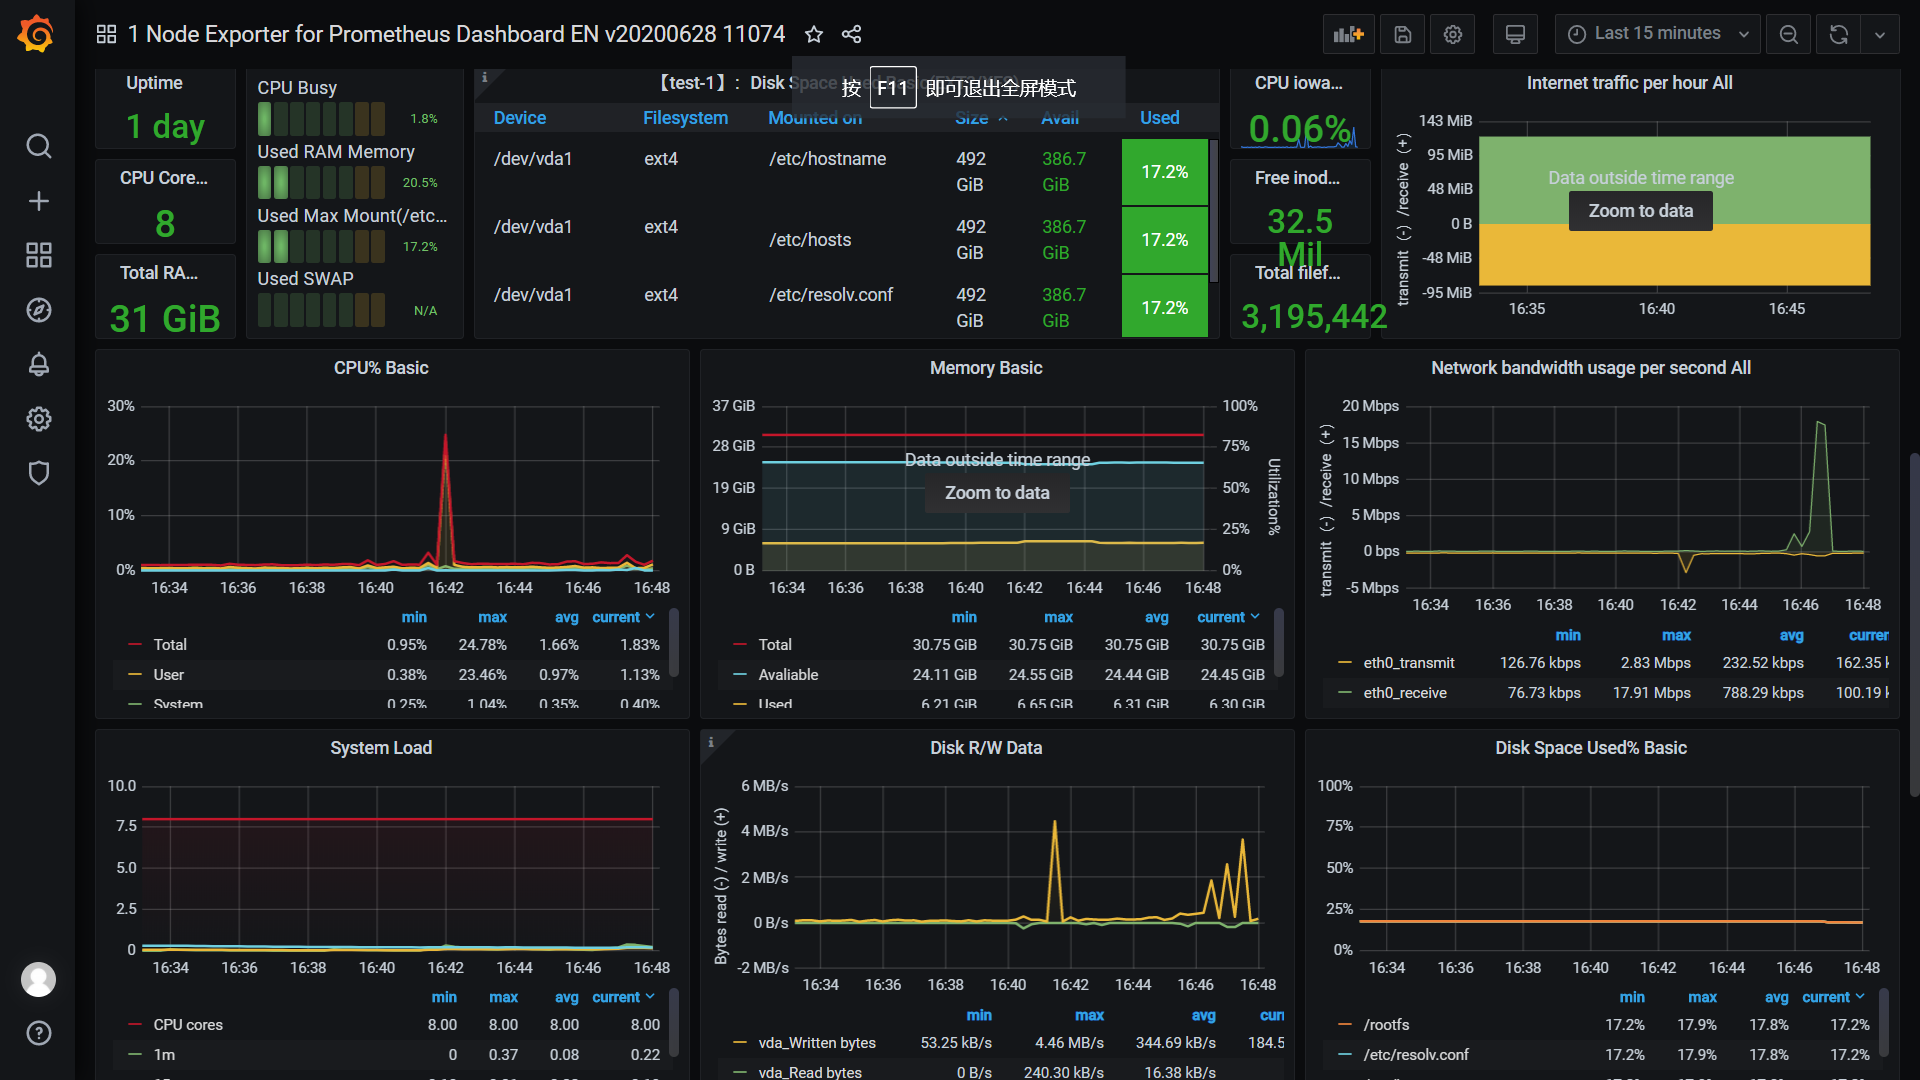 1 Node Exporter for Prometheus Dashboard EN v20200628 11074
Last 15 minutes
按 F11 即可退出全屏模式
Uptime
1 day
CPU Core...
8
Total RA...
31 GiB
CPU Busy
1.8%
Used RAM Memory
20.5%
Used Max Mount(/etc...
17.2%
Used SWAP
N/A
【test-1】: Disk Space Used Basic
Device Filesystem Mounted on Size Avail Used
/dev/vda1 ext4 /etc/hostname 492 GiB 386.7 GiB 17.2%
/dev/vda1 ext4 /etc/hosts 492 GiB 386.7 GiB 17.2%
/dev/vda1 ext4 /etc/resolv.conf 492 GiB 386.7 GiB 17.2%
CPU iowa...
0.06%
Free inod...
32.5 Mil
Total filef...
3,195,442
Internet traffic per hour All
transmit (-) /receive (+)
143 MiB
95 MiB
48 MiB
0 B
-48 MiB
-95 MiB
Data outside time range
Zoom to data
16:35 16:40 16:45
CPU% Basic
30%
20%
10%
0%
16:34 16:36 16:38 16:40 16:42 16:44 16:46 16:48
min max avg current
Total 0.95% 24.78% 1.66% 1.83%
User 0.38% 23.46% 0.97% 1.13%
System 0.25% 1.04% 0.35% 0.40%
Memory Basic
37 GiB 100%
28 GiB 75%
19 GiB 50%
9 GiB 25%
0 B 0%
Utilization%
Data outside time range
Zoom to data
16:34 16:36 16:38 16:40 16:42 16:44 16:46 16:48
min max avg current
Total 30.75 GiB 30.75 GiB 30.75 GiB 30.75 GiB
Avaliable 24.11 GiB 24.55 GiB 24.44 GiB 24.45 GiB
Used 6.21 GiB 6.65 GiB 6.31 GiB 6.30 GiB
Network bandwidth usage per second All
transmit (-) /receive (+)
20 Mbps
15 Mbps
10 Mbps
5 Mbps
0 bps
-5 Mbps
16:34 16:36 16:38 16:40 16:42 16:44 16:46 16:48
min max avg curren
eth0_transmit 126.76 kbps 2.83 Mbps 232.52 kbps 162.35 k
eth0_receive 76.73 kbps 17.91 Mbps 788.29 kbps 100.19 k
System Load
10.0
7.5
5.0
2.5
0
16:34 16:36 16:38 16:40 16:42 16:44 16:46 16:48
min max avg current
CPU cores 8.00 8.00 8.00 8.00
1m 0 0.37 0.08 0.22
Disk R/W Data
Bytes read (-) / write (+)
6 MB/s
4 MB/s
2 MB/s
0 B/s
-2 MB/s
16:34 16:36 16:38 16:40 16:42 16:44 16:46 16:48
min max avg curr
vda_Written bytes 53.25 kB/s 4.46 MB/s 344.69 kB/s 184.5
vda_Read bytes 0 B/s 240.30 kB/s 16.38 kB/s
Disk Space Used% Basic
100%
75%
50%
25%
0%
16:34 16:36 16:38 16:40 16:42 16:44 16:46 16:48
min max avg current
/rootfs 17.2% 17.9% 17.8% 17.2%
/etc/resolv.conf 17.2% 17.9% 17.8% 17.2%